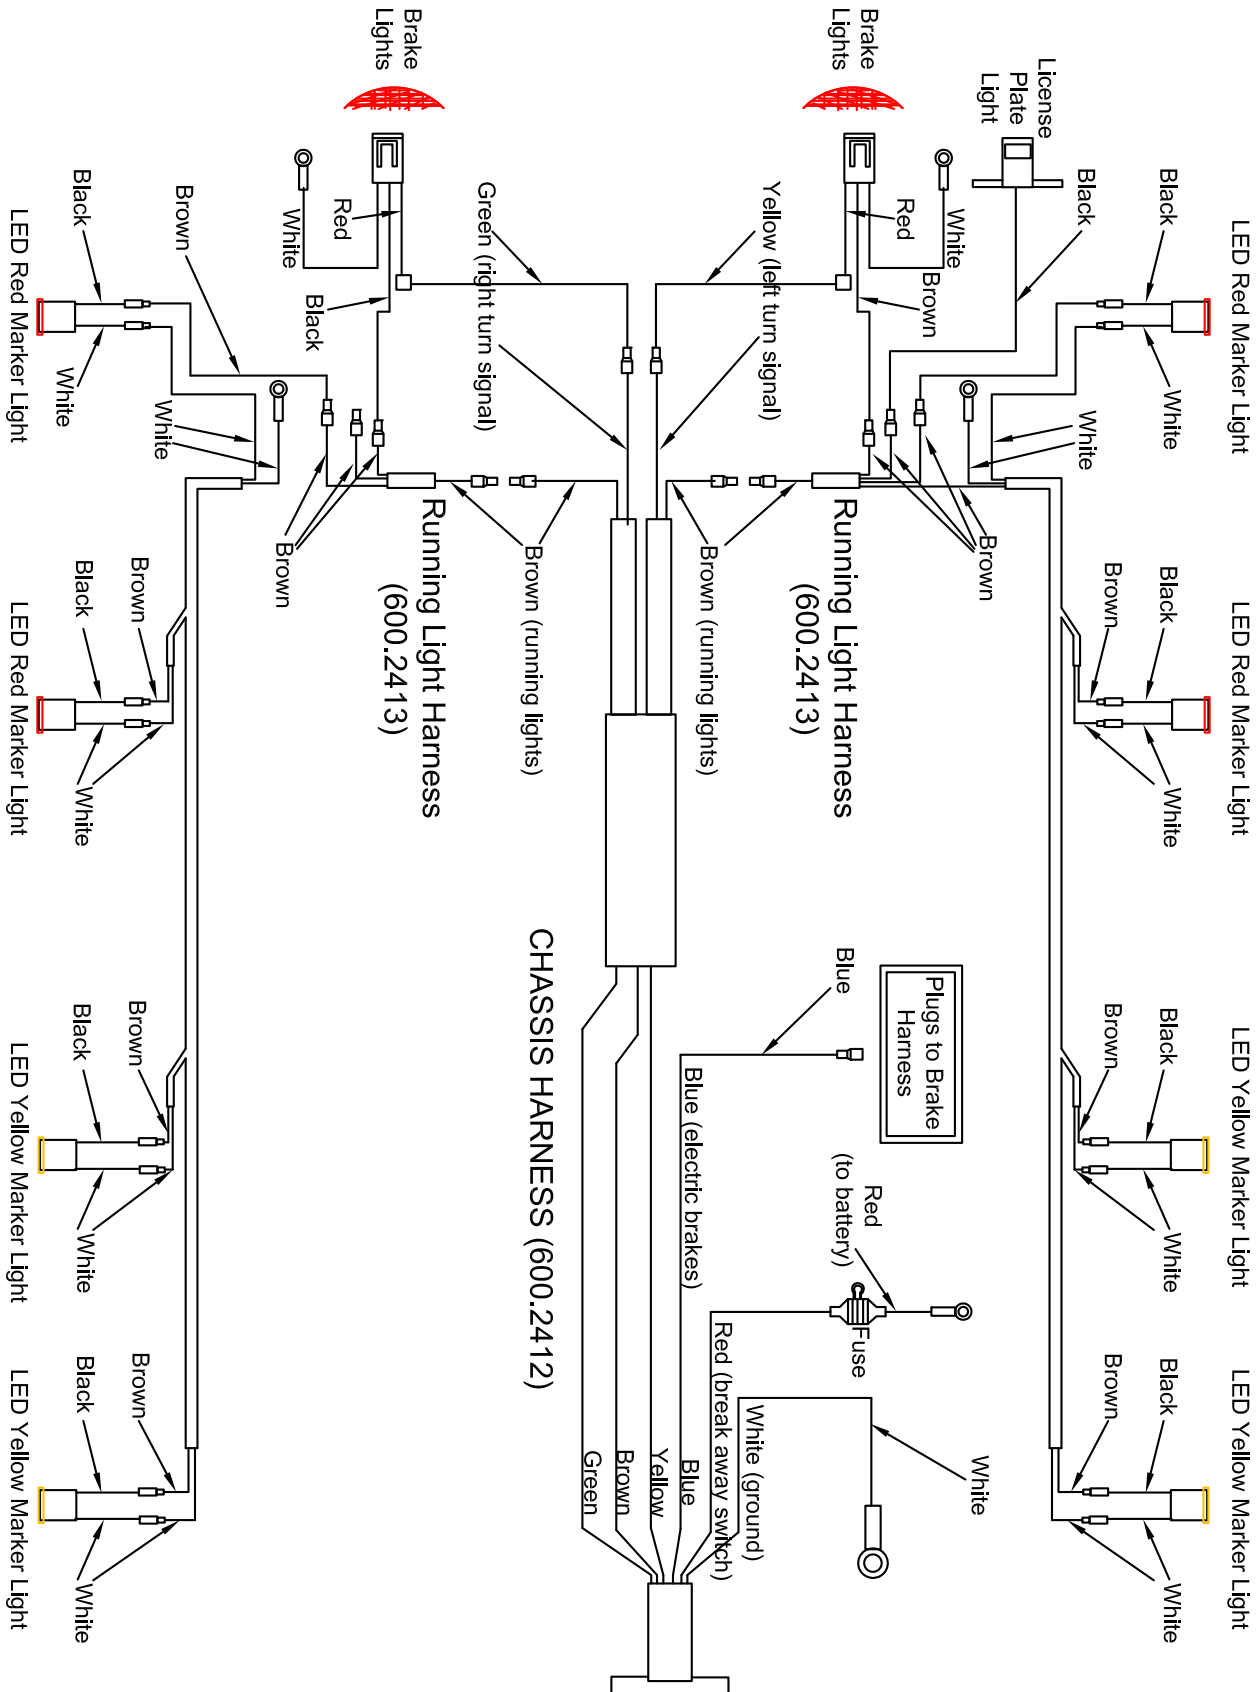 LED Red Marker Light
LED Red Marker Light
LED Yellow Marker Light
LED Yellow Marker Light
Black
White
Black
White
Brown
Black
White
Brown
Black
White
Brown
License
Plate
Light
Black
White
Brown
Brake
Lights
White
Red
Brown
Running Light Harness
(600.2413)
Plugs to Brake
Harness
Blue
Red
(to battery)
Fuse
White
Yellow (left turn signal)
Brown (running lights)
Blue (electric brakes)
Red (break away switch)
White (ground)
Blue
Yellow
Brown
Green
CHASSIS HARNESS (600.2412)
Green (right turn signal)
Brown (running lights)
Running Light Harness
(600.2413)
Brake
Lights
Red
White
Black
Brown
White
Brown
Black
White
Brown
Black
White
Brown
Black
White
Brown
Black
White
LED Red Marker Light
LED Red Marker Light
LED Yellow Marker Light
LED Yellow Marker Light